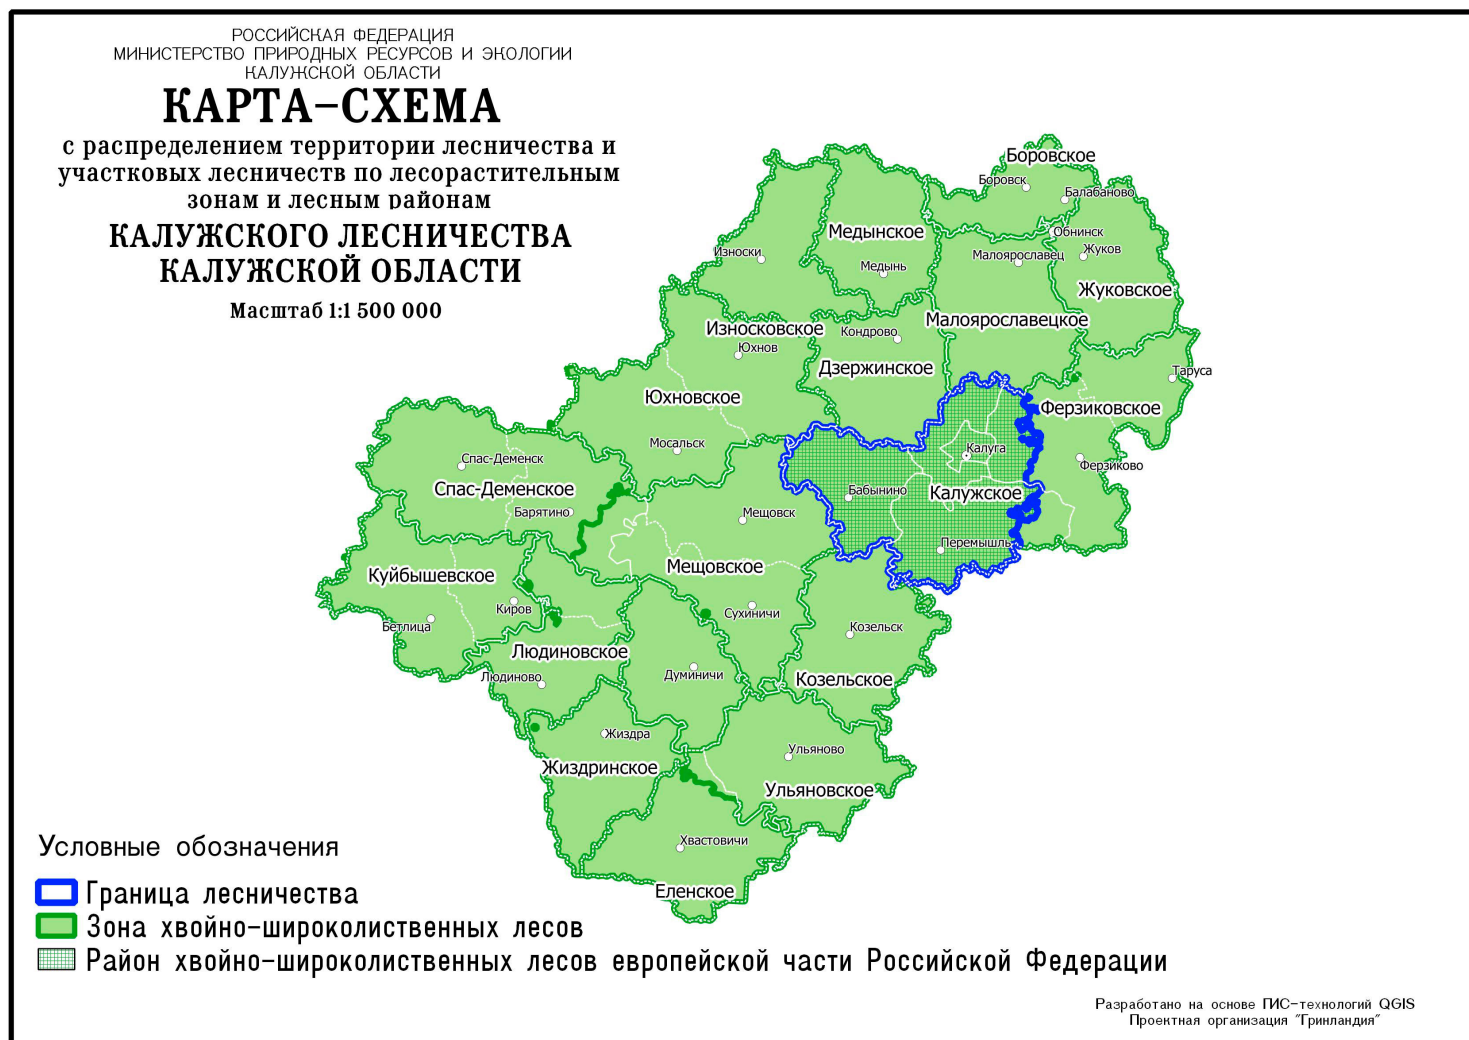 РОССИЙСКАЯ ФЕДЕРАЦИЯ
МИНИСТЕРСТВО ПРИРОДНЫХ РЕСУРСОВ И ЭКОЛОГИИ
КАЛУЖСКОЙ ОБЛАСТИ
КАРТА-СХЕМА
с распределением территории лесничества и
участковых лесничеств по лесорастительным
зонам и лесным районам
КАЛУЖСКОГО ЛЕСНИЧЕСТВА
КАЛУЖСКОЙ ОБЛАСТИ
Масштаб 1:1 500 000
Боровское
Боровск
Балабаново
Медынское
Обнинск
Износки
Малоярославец
Жуков
Медынь
Жуковское
Износковское
Малоярославецкое
Кондрово
Юхнов
Дзержинское
Таруса
Юхновское
Ферзиковское
Мосальск
Калуга
Спас-Деменск
Ферзиково
Спас-Деменское
Бабынино
Калужское
Барятино
Мещовск
Перемышль
Мещовское
Куйбышевское
Киров
Сухиничи
Бетлица
Козельск
Людиновское
Людиново
Думиничи
Козельское
Жиздра
Ульяново
Жиздринское
Ульяновское
Хвастовичи
Еленское
Условные обозначения
Граница лесничества
Зона хвойно-широколиственных лесов
Район хвойно-широколиственных лесов европейской части Российской Федерации
Разработано на основе ГИС-технологий QGIS
Проектная организация "Гринландия"